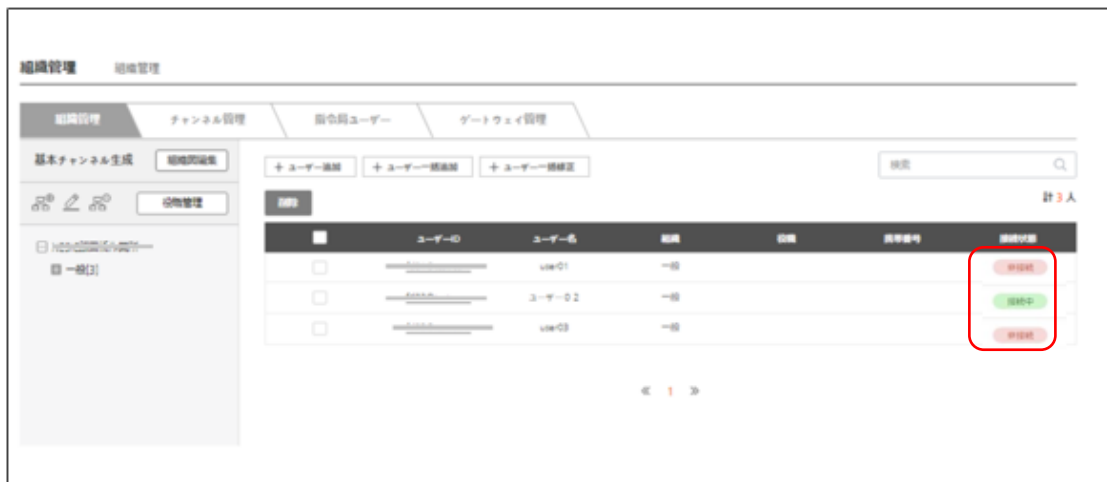 組織管理 組織管理
組織管理 チャンネル管理 指令局ユーザー ゲートウェイ管理
基本チャンネル生成 組織図編集 + ユーザー追加 + ユーザー一括追加 + ユーザー一括修正 検索
役職管理 削除 計 3 人
ユーザーID ユーザー名 組織 役職 携帯番号 接続状態
一般[3]
user01 一般 未接続
ユーザー02 一般 接続中
user03 一般 未接続
« 1 »